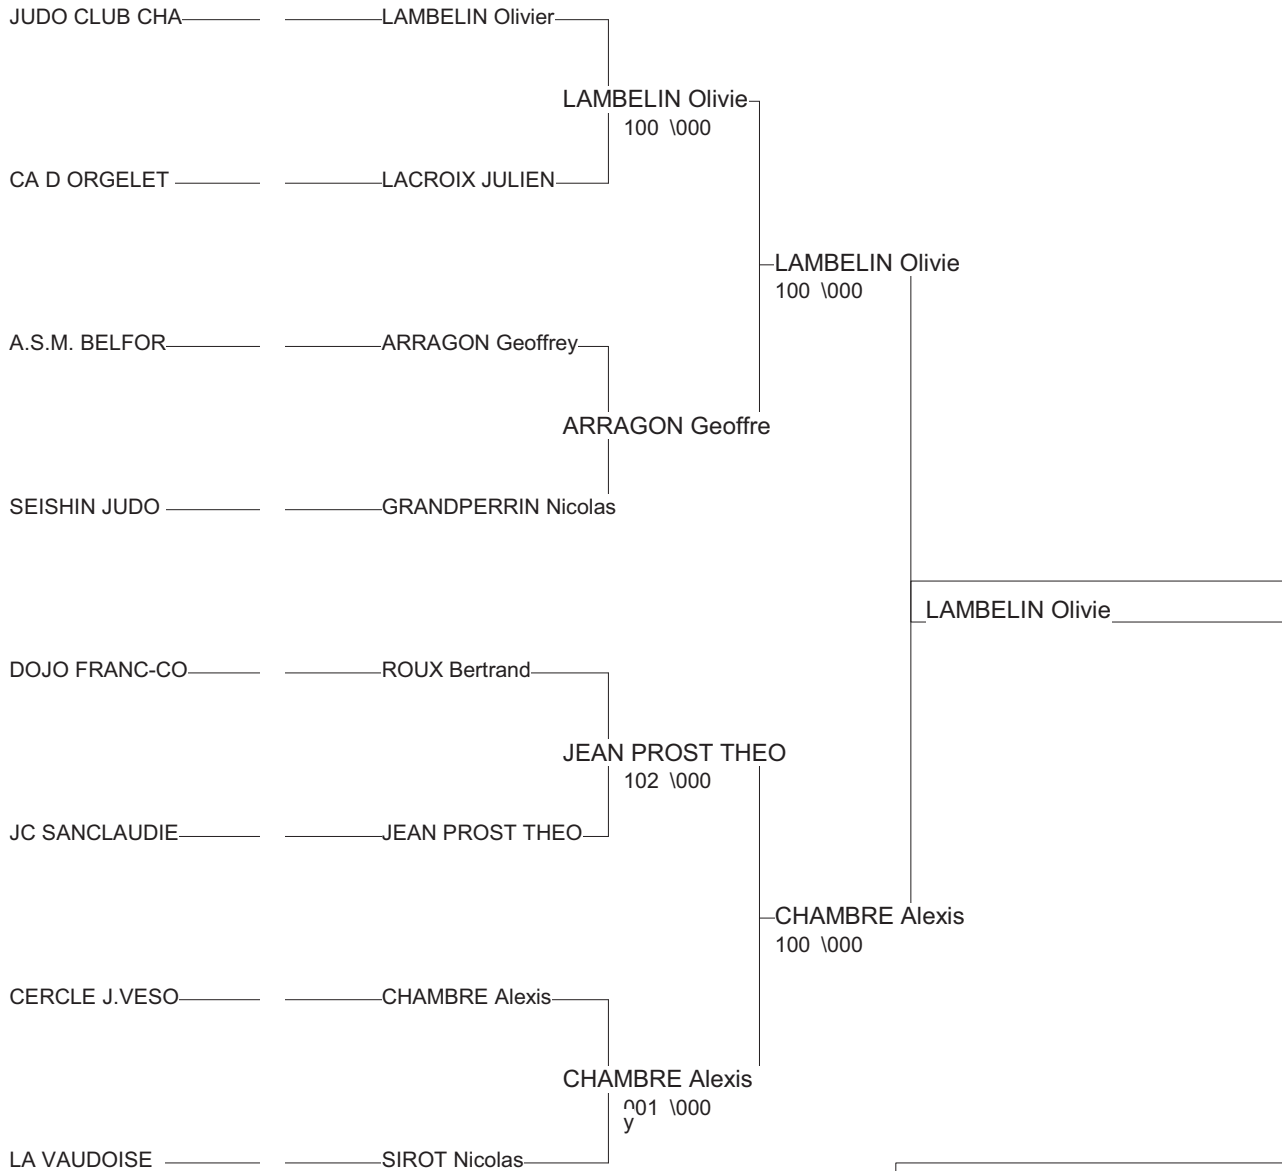 JUDO CLUB CHA LAMBELIN Olivier
LAMBELIN Olivie
100 \000
CA D ORGELET LACROIX JULIEN
LAMBELIN Olivie
100 \000
A.S.M. BELFOR ARRAGON Geoffrey
ARRAGON Geoffre
SEISHIN JUDO GRANDPERRIN Nicolas
LAMBELIN Olivie
DOJO FRANC-CO ROUX Bertrand
JEAN PROST THEO
102 \000
JC SANCLAUDIE JEAN PROST THEO
CHAMBRE Alexis
100 \000
CERCLE J.VESO CHAMBRE Alexis
CHAMBRE Alexis
001 \000
y
LA VAUDOISE SIROT Nicolas